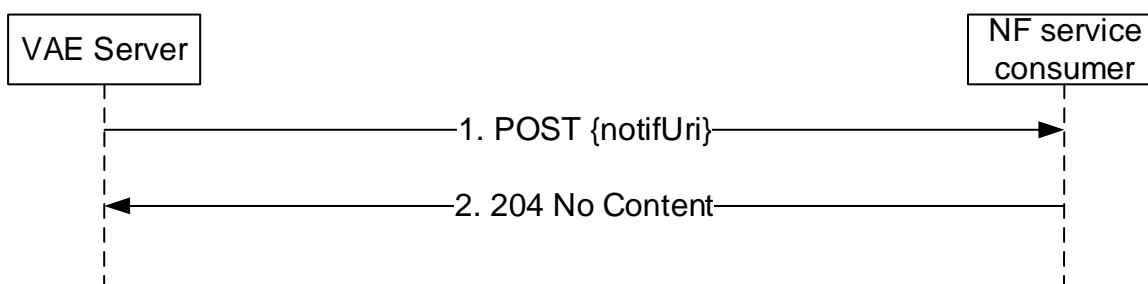 VAE Server
NF service
consumer
1. POST {notifUri}
2. 204 No Content